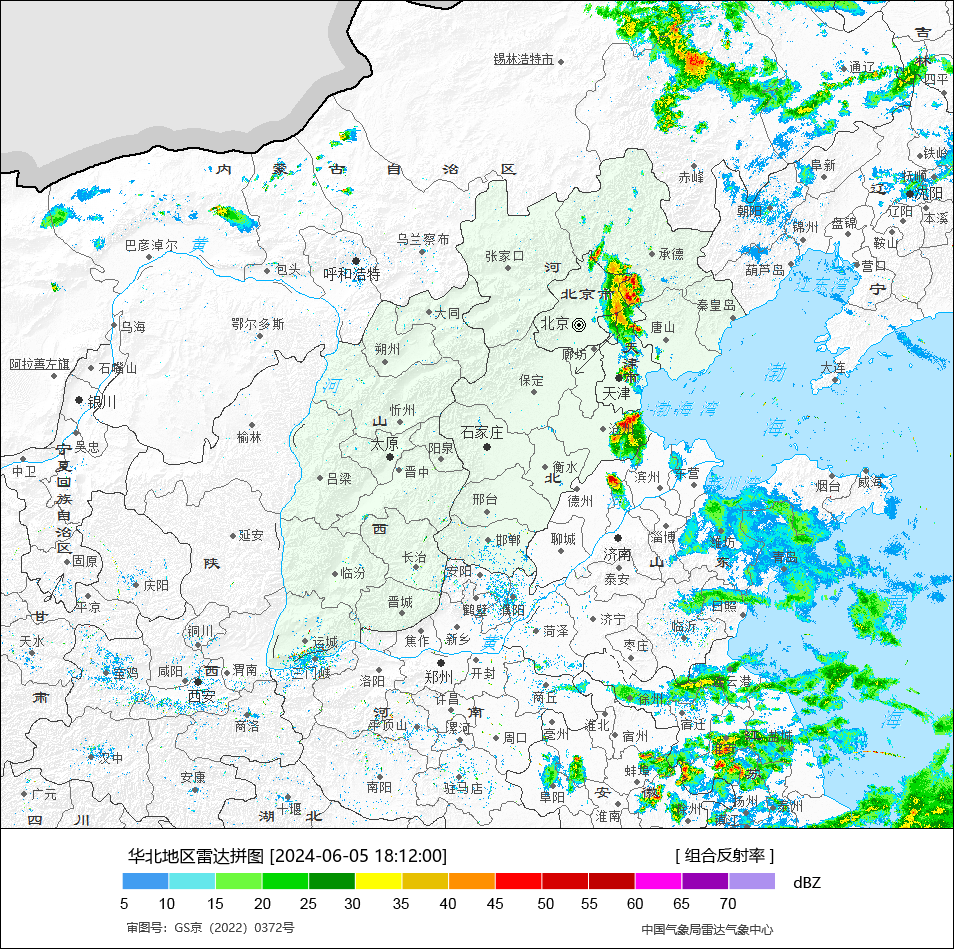 吉
锡林浩特市
通辽
林
四平
铁岭
内 蒙 古 自 治 区
赤峰
阜新
抚顺
辽
沈阳
朝阳
辽阳
本溪
锦州
盘锦
鞍山
巴彦淖尔
黄
乌兰察布
张家口
河
承德
包头
呼和浩特
葫芦岛
营口
辽东湾
宁
北京市
秦皇岛
大同
北京
唐山
乌海
鄂尔多斯
天
津
市
朔州
廊坊
阿拉善左旗
石嘴山
大连
渤
保定
河
天津
银川
渤海湾
忻州
山
海
榆林
太原
阳泉
石家庄
吴忠
宁
夏
回
族
自
治
区
中卫
晋中
衡水
吕梁
北
滨州
东营
烟台
威海
邢台
德州
西
延安
邯郸
聊城
淄博
潍坊
济南
青岛
固原
陕
长治
山
东
临汾
安阳
泰安
庆阳
平凉
晋城
鹤壁
濮阳
日照
甘
济宁
临沂
天水
铜川
运城
焦作
新乡
黄
菏泽
枣庄
宝鸡
咸阳
西
渭南
三门峡
洛阳
郑州
开封
肃
西安
许昌
商丘
徐州
连云港
商洛
河
南
平顶山
漯河
周口
亳州
淮北
宿州
宿迁
海
汉中
淮安
安康
南阳
驻马店
阜阳
安
蚌埠
苏
广元
十堰
淮南
扬州
泰州
四 川
湖 北
华北地区雷达拼图 [2024-06-05 18:12:00]
[ 组合反射率 ]
dBZ
5 10 15 20 25 30 35 40 45 50 55 60 65 70
审图号：GS京（2022）0372号
中国气象局雷达气象中心